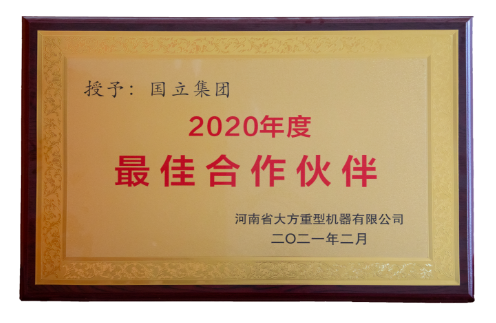 授予：国立集团
2020年度
最佳合作伙伴
河南省大方重型机器有限公司
二〇二一年二月